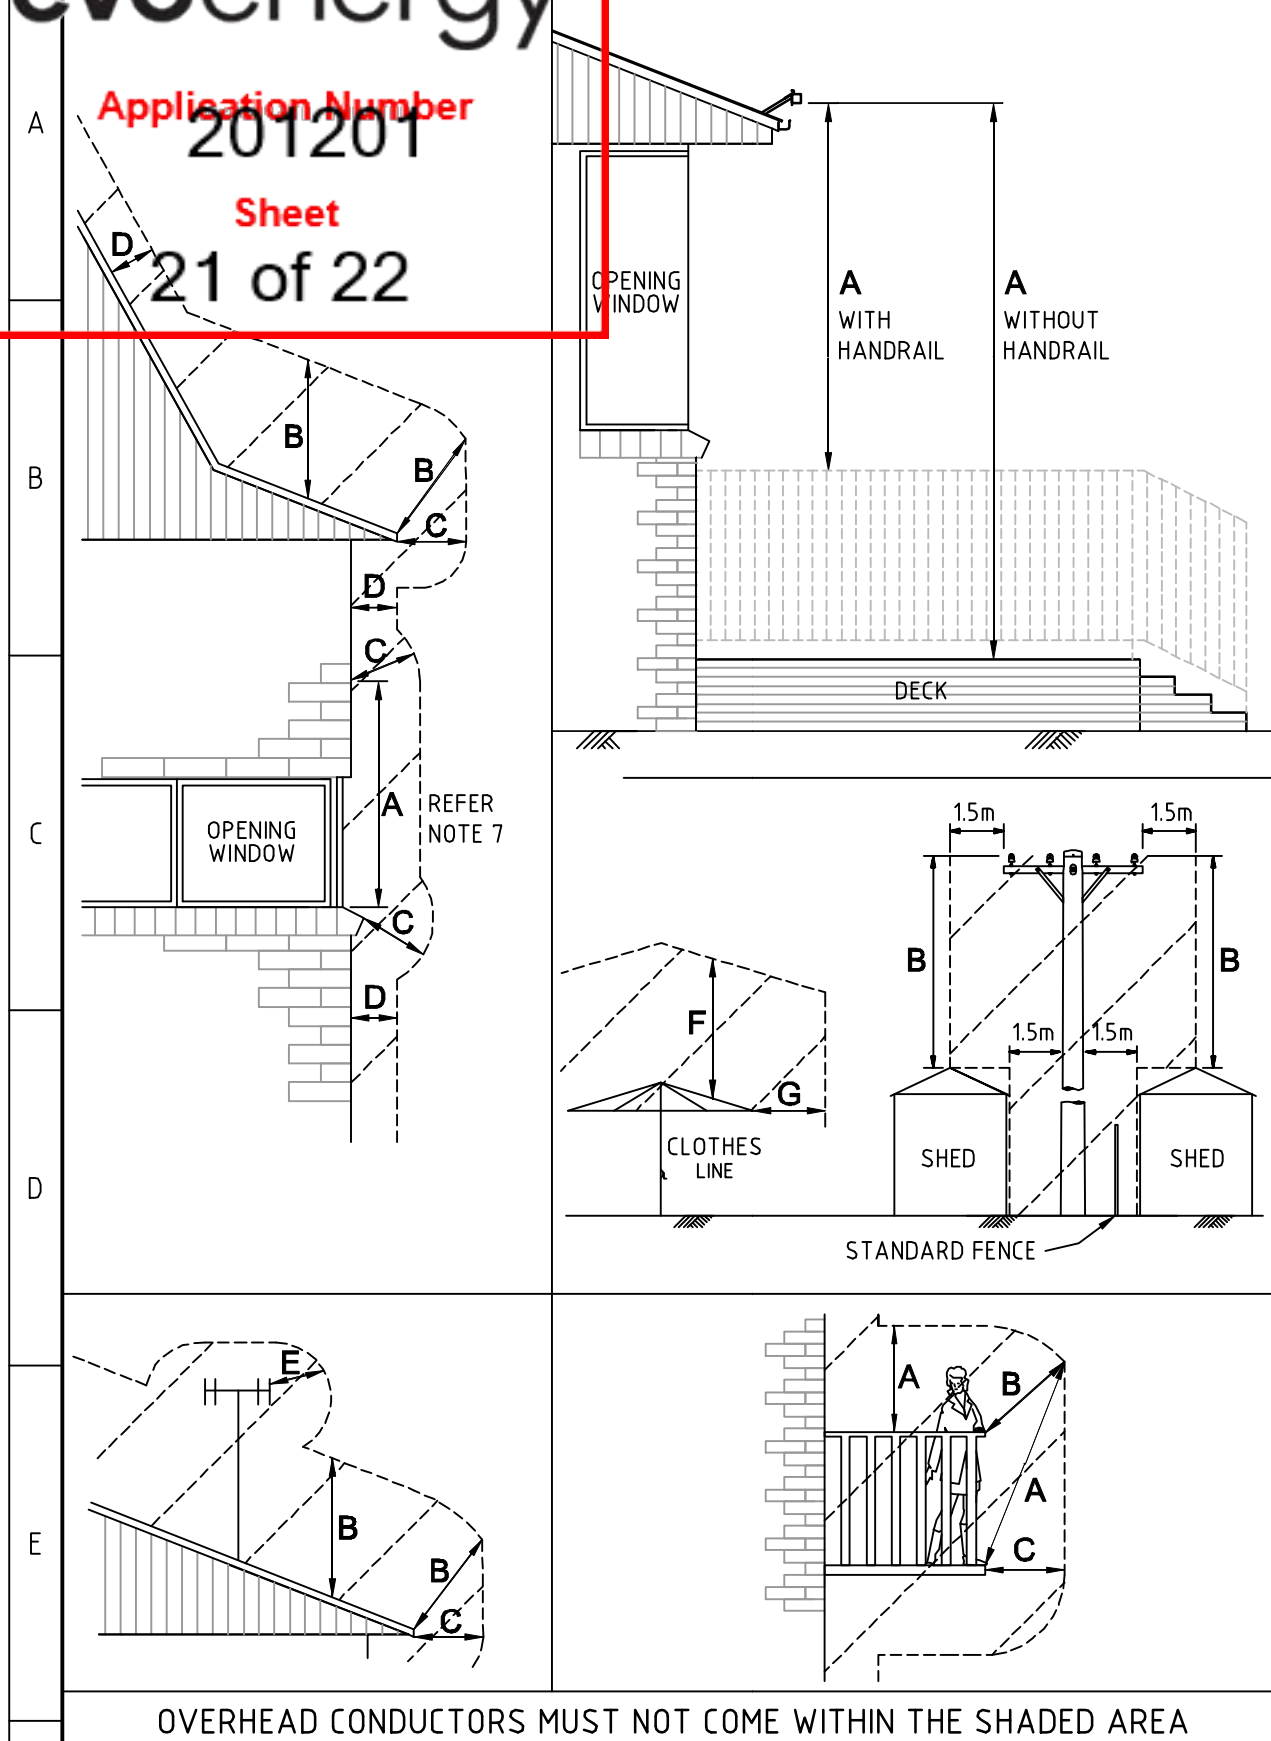 evoenergy
Application Number
201201
Sheet
21 of 22
A
B
C
D
E
D
B
B
C
D
C
A
REFER
NOTE 7
OPENING
WINDOW
C
D
OPENING
WINDOW
A
WITH
HANDRAIL
A
WITHOUT
HANDRAIL
DECK
1.5m
1.5m
B
B
1.5m
1.5m
F
G
CLOTHES
LINE
SHED
SHED
STANDARD FENCE
E
B
B
C
A
B
A
C
OVERHEAD CONDUCTORS MUST NOT COME WITHIN THE SHADED AREA